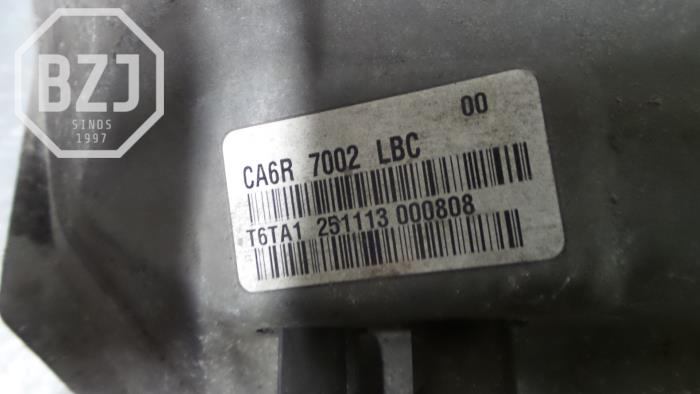 BZJ
SINDS
1997
00
CA6R 7002 LBC
T6TA1 251113 000808